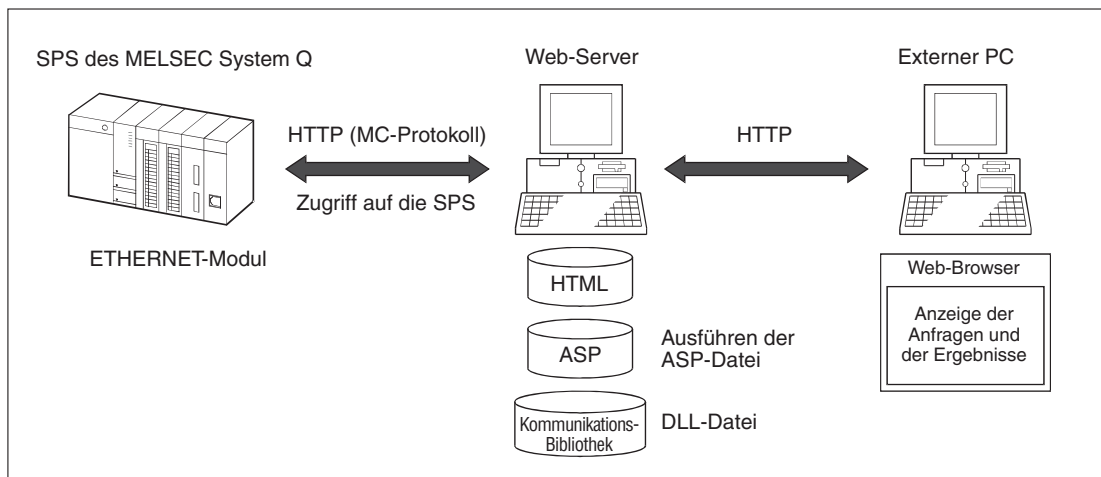 SPS des MELSEC System Q
Web-Server
Externer PC
HTTP (MC-Protokoll)
HTTP
Zugriff auf die SPS
ETHERNET-Modul
HTML
ASP
Ausführen der
ASP-Datei
Kommunikations-
Bibliothek
DLL-Datei
Web-Browser
Anzeige der
Anfragen und
der Ergebnisse